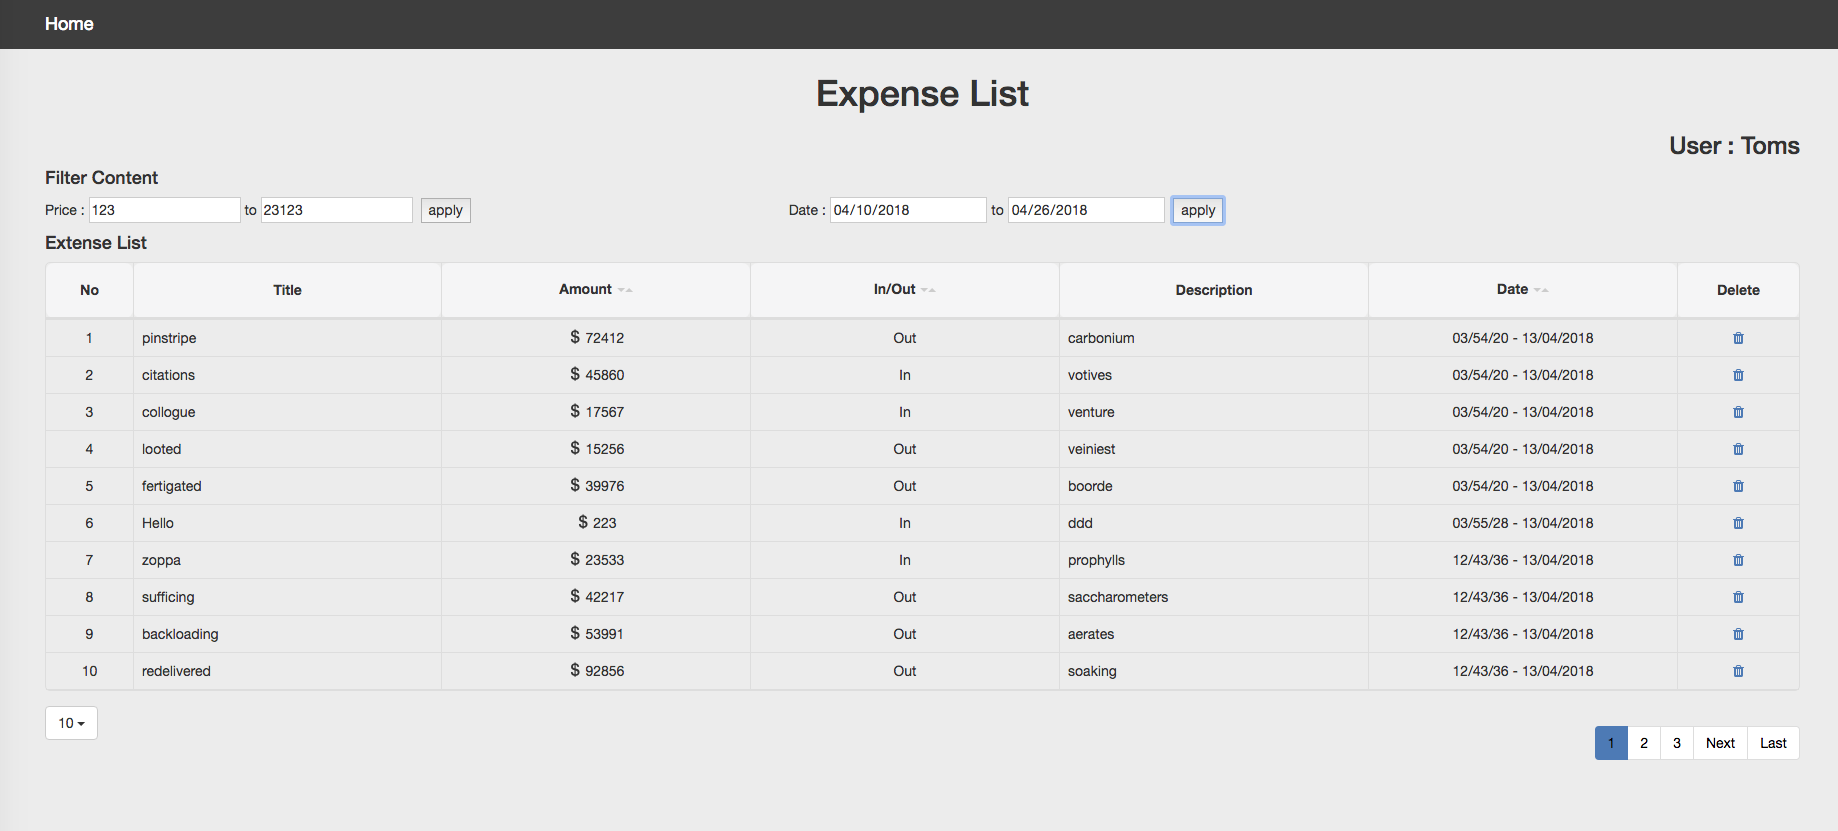 Home
Expense List
User : Toms
Filter Content
Price : 123 to 23123 apply Date : 04/10/2018 to 04/26/2018 apply
Extense List
No Title Amount In/Out Description Date Delete
1 pinstripe $ 72412 Out carbonium 03/54/20 - 13/04/2018
2 citations $ 45860 In votives 03/54/20 - 13/04/2018
3 collogue $ 17567 In venture 03/54/20 - 13/04/2018
4 looted $ 15256 Out veiniest 03/54/20 - 13/04/2018
5 fertigated $ 39976 Out boorde 03/54/20 - 13/04/2018
6 Hello $ 223 In ddd 03/55/28 - 13/04/2018
7 zoppa $ 23533 In prophylls 12/43/36 - 13/04/2018
8 sufficing $ 42217 Out saccharometers 12/43/36 - 13/04/2018
9 backloading $ 53991 Out aerates 12/43/36 - 13/04/2018
10 redelivered $ 92856 Out soaking 12/43/36 - 13/04/2018
10
1 2 3 Next Last